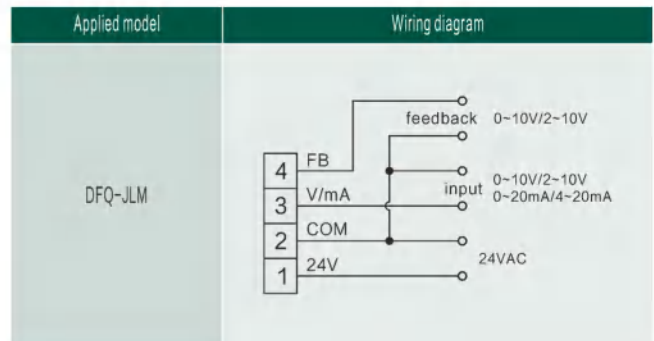 Applied model
Wiring diagram
DFQ-JLM
feedback 0~10V/2~10V
4 FB
input 0~10V/2~10V
0~20mA/4~20mA
3 V/mA
2 COM
24VAC
1 24V